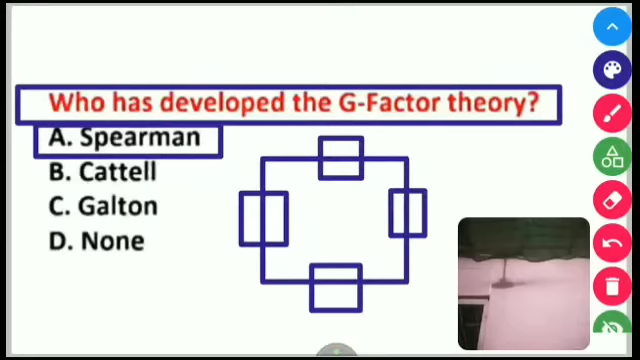 Who has developed the G-Factor theory?
A. Spearman
B. Cattell
C. Galton
D. None